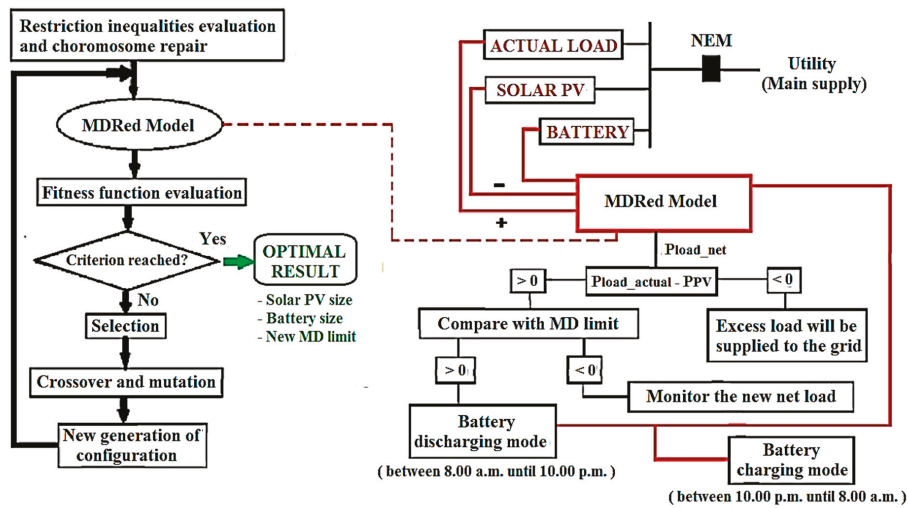 Restriction inequalities evaluation
and choromosome repair
MDRed Model
Fitness function evaluation
Criterion reached?
Yes
OPTIMAL
RESULT
- Solar PV size
- Battery size
- New MD limit
No
Selection
Crossover and mutation
New generation of
configuration
ACTUAL LOAD
SOLAR PV
BATTERY
NEM
Utility
(Main supply)
-
+
MDRed Model
Pload_net
Pload_actual - PPV
> 0
< 0
Compare with MD limit
Excess load will be
supplied to the grid
> 0
< 0
Monitor the new net load
Battery
discharging mode
( between 8.00 a.m. until 10.00 p.m. )
Battery
charging mode
( between 10.00 p.m. until 8.00 a.m. )